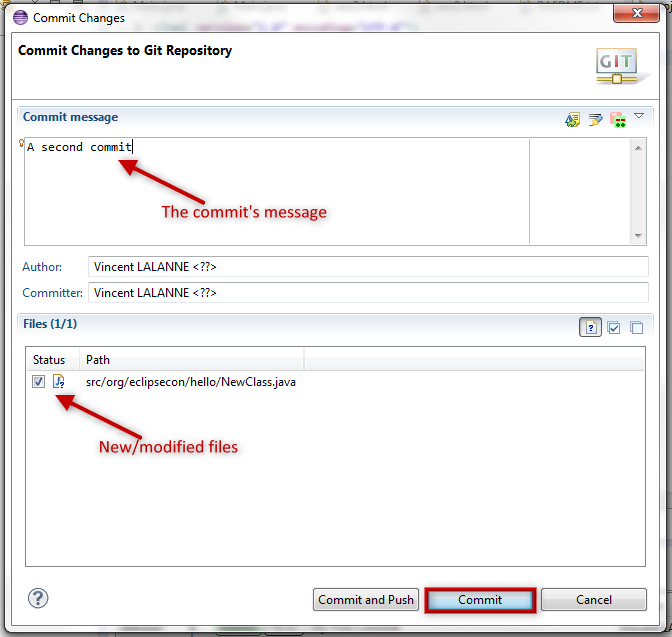 Commit Changes
Commit Changes to Git Repository
GIT
Commit message
A second commit
The commit's message
Author: Vincent LALANNE <??>
Committer: Vincent LALANNE <??>
Files (1/1)
Status Path
src/org/eclipsecon/hello/NewClass.java
New/modified files
Commit and Push Commit Cancel